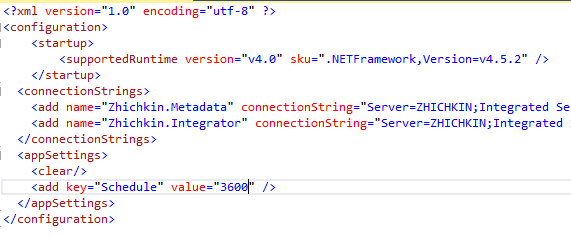 <?xml version="1.0" encoding="utf-8" ?>
<configuration>
<startup>
<supportedRuntime version="v4.0" sku=".NETFramework,Version=v4.5.2" />
</startup>
<connectionStrings>
<add name="Zhichkin.Metadata" connectionString="Server=ZHICHKIN;Integrated Se
<add name="Zhichkin.Integrator" connectionString="Server=ZHICHKIN;Integrated
</connectionStrings>
<appSettings>
<clear/>
<add key="Schedule" value="3600" />
</appSettings>
</configuration>